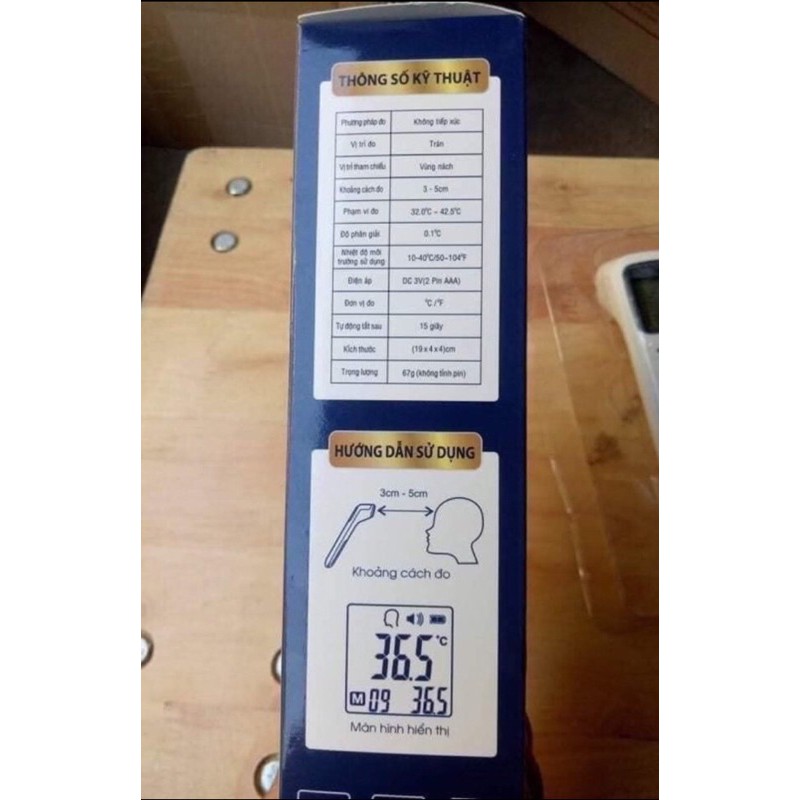 THÔNG SỐ KỸ THUẬT
Phương pháp đo Không tiếp xúc
Vị trí đo Trán
Vị trí tham chiếu Vùng nách
Khoảng cách đo 3 - 5cm
Phạm vi đo 32.0°C ~ 42.5°C
Độ phân giải 0.1°C
Nhiệt độ môi
trường sử dụng 10-40°C/50~104°F
Điện áp DC 3V(2 Pin AAA)
Đơn vị đo °C /°F
Tự động tắt sau 15 giây
Kích thước (19 x 4 x 4)cm
Trọng lượng 67g (không tính pin)
HƯỚNG DẪN SỬ DỤNG
3cm - 5cm
Khoảng cách đo
36.5 °C
M 09 36.5
Màn hình hiển thị